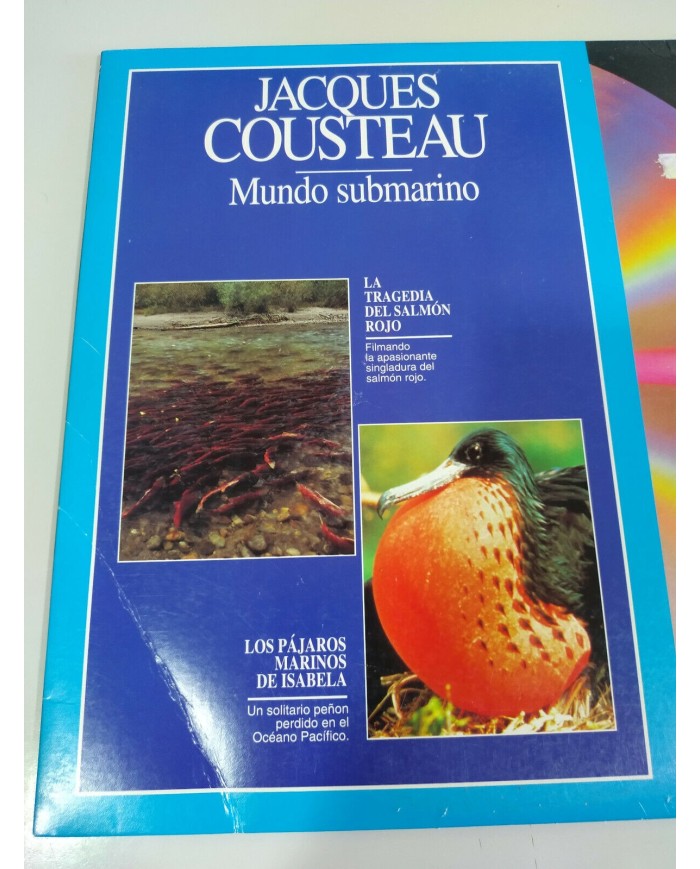 JACQUES
COUSTEAU
Mundo submarino
LA
TRAGEDIA
DEL SALMÓN
ROJO
Filmando
la apasionante
singladura del
salmón rojo.
LOS PÁJAROS
MARINOS
DE ISABELA
Un solitario peñon
perdido en el
Océano Pacífico.